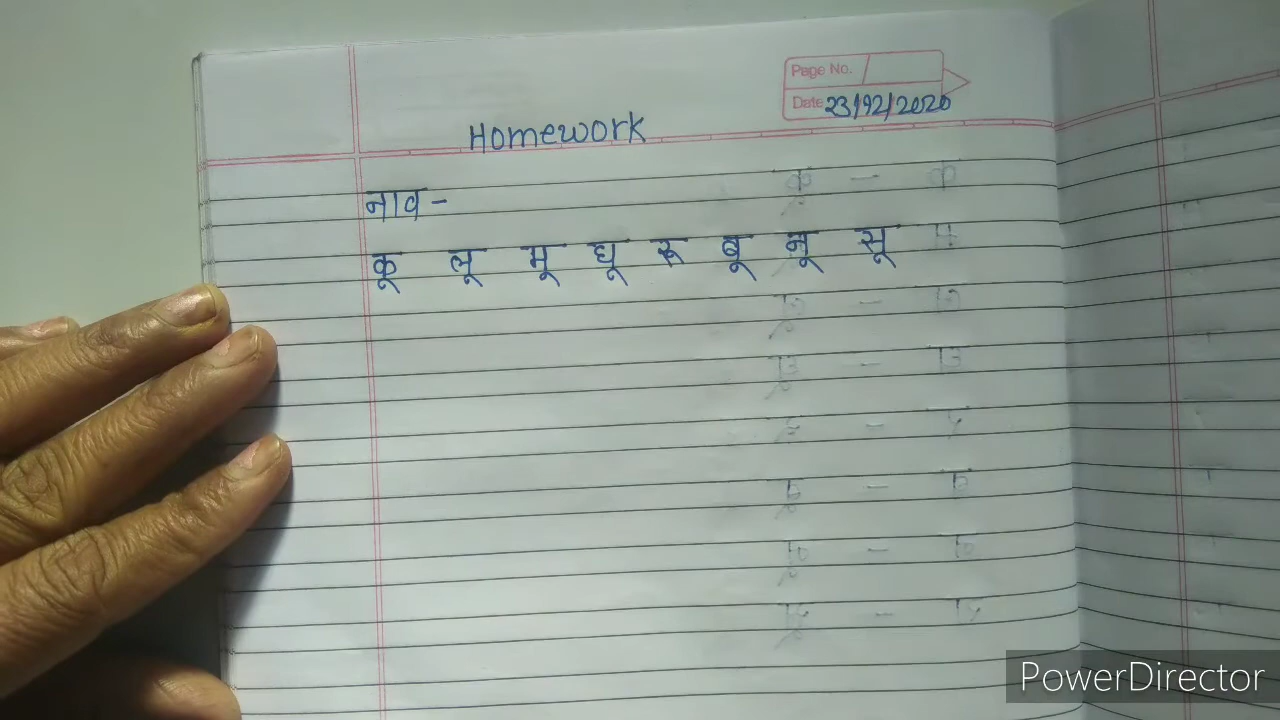 Page No.
Date 23/12/2020
Homework
नाव -
कू लू मू घू रू बू नू सू
PowerDirector